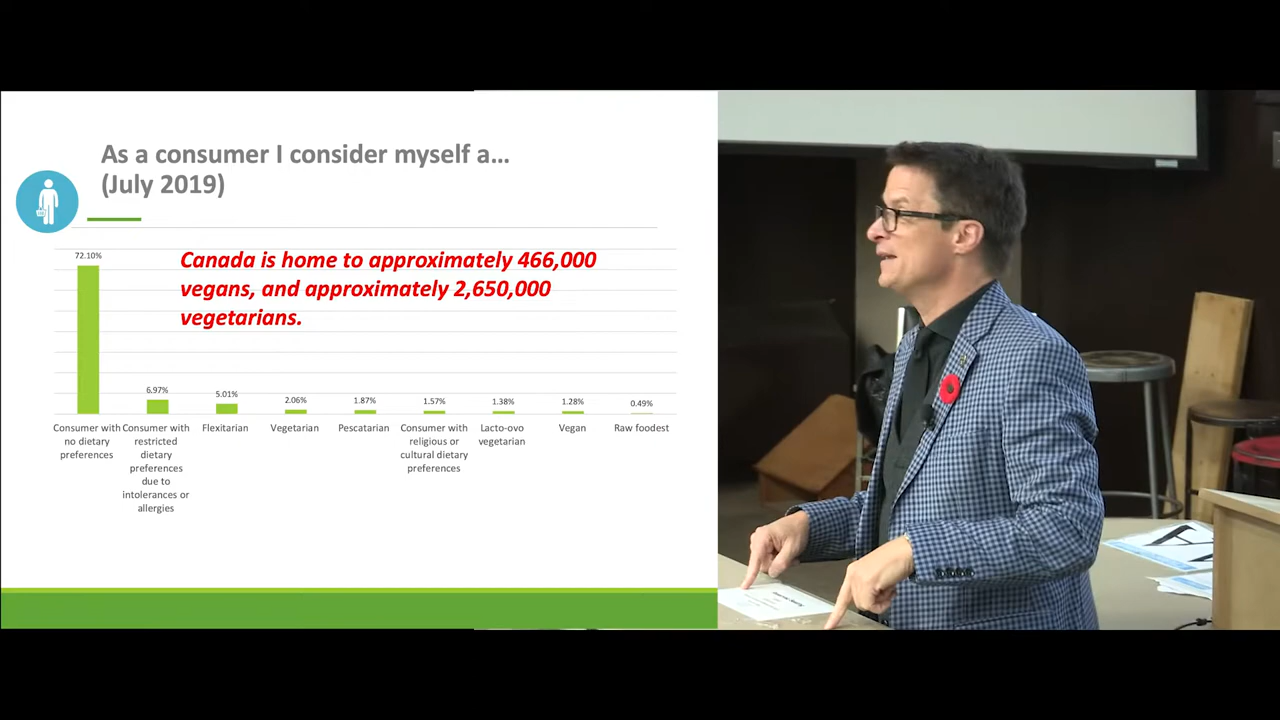 As a consumer I consider myself a...
(July 2019)
Canada is home to approximately 466,000
vegans, and approximately 2,650,000
vegetarians.
72.10%
6.97%
5.01%
2.06%
1.87%
1.57%
1.38%
1.28%
0.49%
Consumer with
no dietary
preferences
Consumer with
restricted
dietary
preferences
due to
intolerances or
allergies
Flexitarian
Vegetarian
Pescatarian
Consumer with
religious or
cultural dietary
preferences
Lacto-ovo
vegetarian
Vegan
Raw foodest